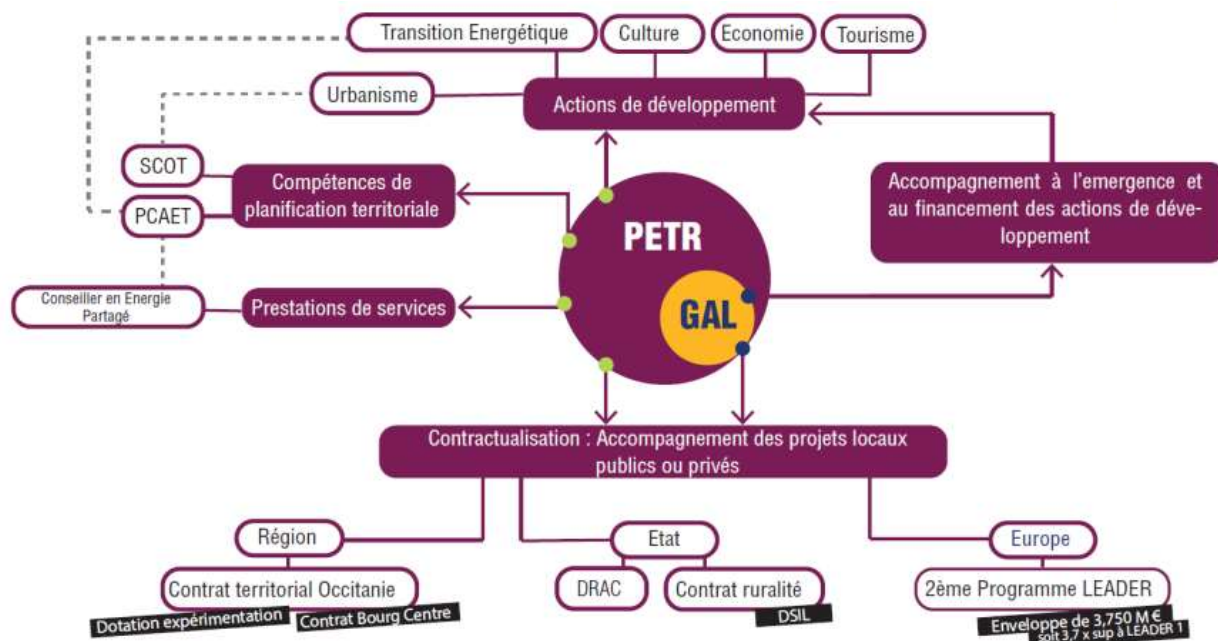 Transition Energétique
Culture
Economie
Tourisme
Urbanisme
Actions de développement
SCOT
PCAET
Compétences de
planification territoriale
Accompagnement à l'emergence et
au financement des actions de déve-
loppement
PETR
GAL
Conseiller en Energie
Partagé
Prestations de services
Contractualisation : Accompagnement des projets locaux
publics ou privés
Région
Etat
Europe
Contrat territorial Occitanie
DRAC
Contrat ruralité
2ème Programme LEADER
Dotation expérimentation
Contrat Bourg Centre
DSIL
Enveloppe de 3,750 M €
soit 3,7 x sup à LEADER 1